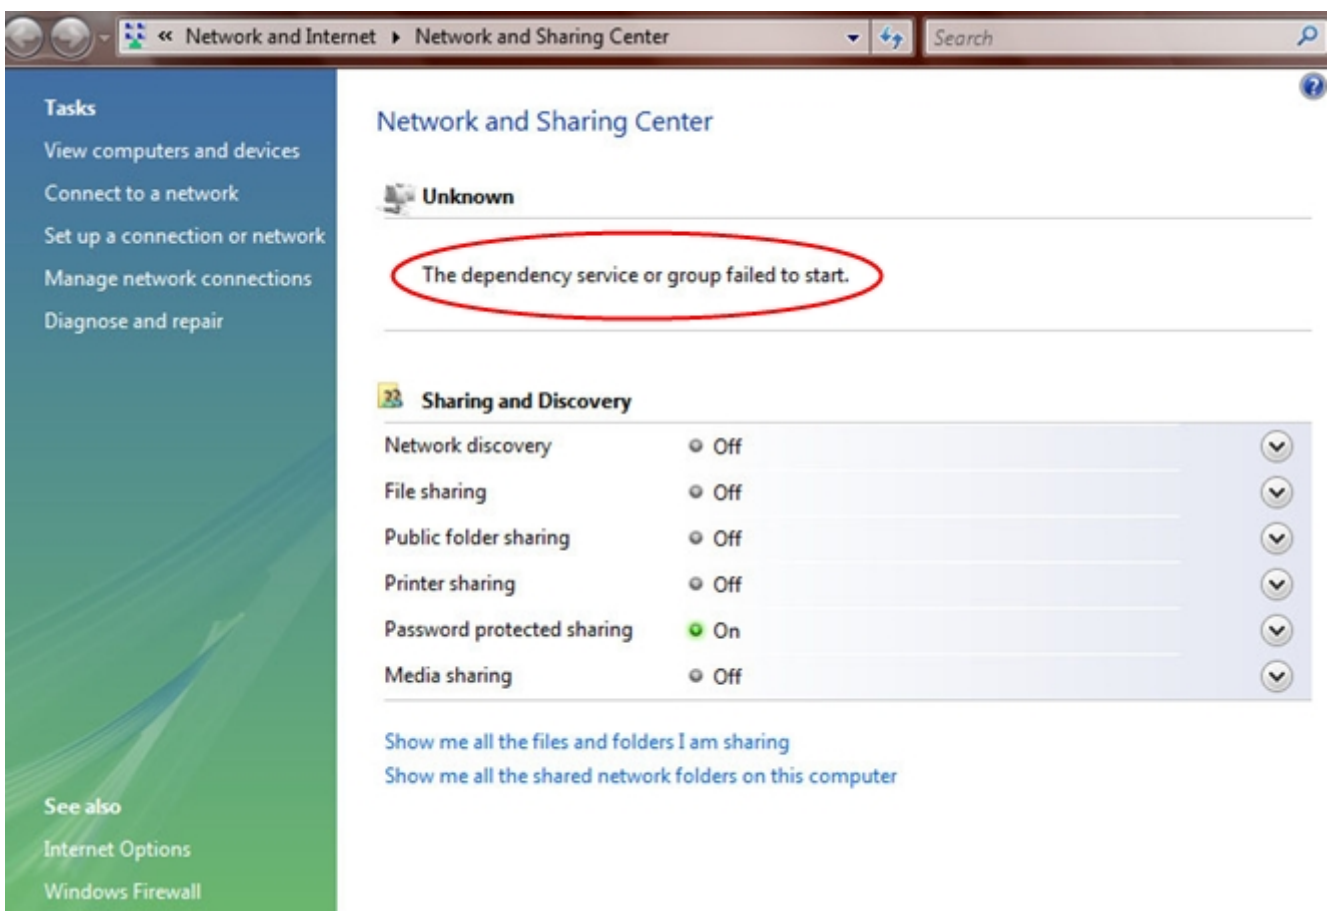 « Network and Internet ▸ Network and Sharing Center
Search
Tasks
View computers and devices
Connect to a network
Set up a connection or network
Manage network connections
Diagnose and repair
Network and Sharing Center
Unknown
The dependency service or group failed to start.
Sharing and Discovery
Network discovery Off
File sharing Off
Public folder sharing Off
Printer sharing Off
Password protected sharing On
Media sharing Off
Show me all the files and folders I am sharing
Show me all the shared network folders on this computer
See also
Internet Options
Windows Firewall